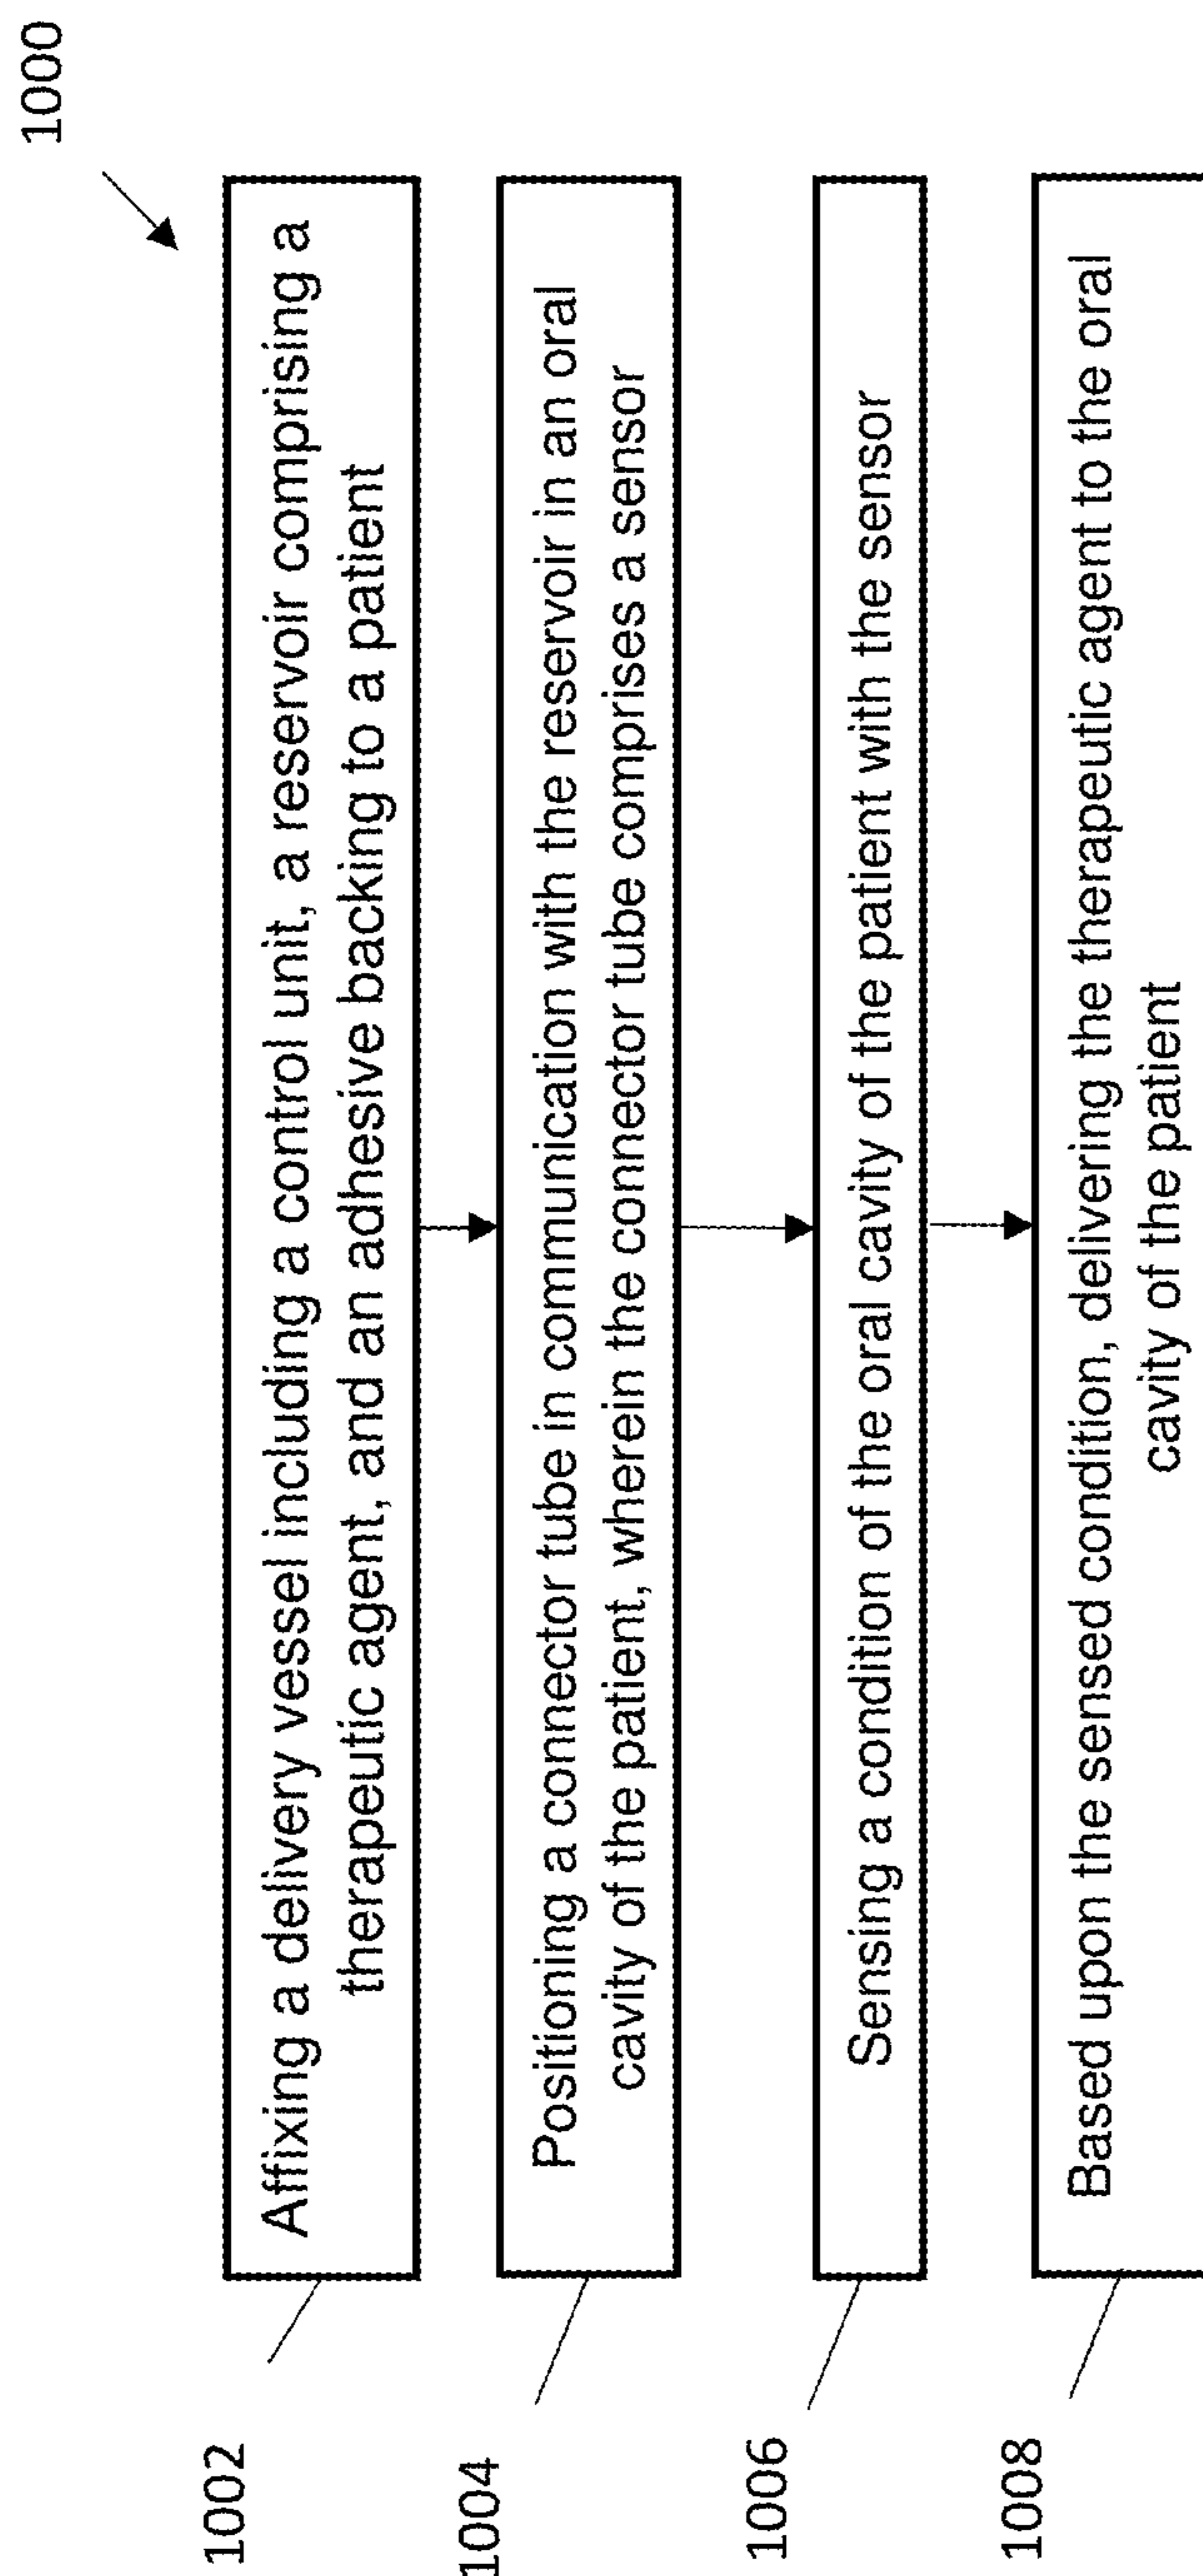 1000
1002
Affixing a delivery vessel including a control unit, a reservoir comprising a
therapeutic agent, and an adhesive backing to a patient
1004
Positioning a connector tube in communication with the reservoir in an oral
cavity of the patient, wherein the connector tube comprises a sensor
1006
Sensing a condition of the oral cavity of the patient with the sensor
1008
Based upon the sensed condition, delivering the therapeutic agent to the oral
cavity of the patient